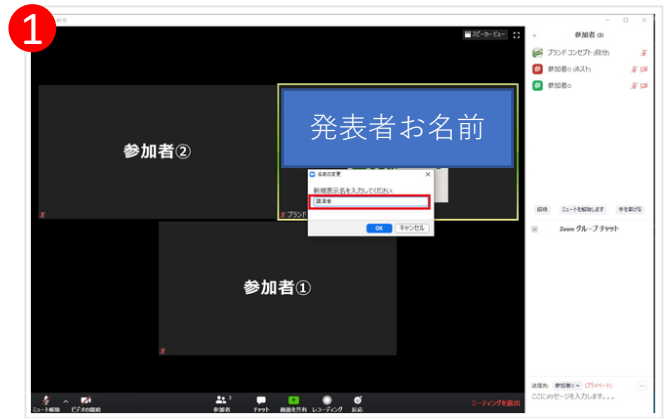 1
スピーカービュー
参加者 (3)
ブランドコンセプト (自分)
参 参加者② (ホスト)
参 参加者①
発表者お名前
参加者②
名前の変更
新規表示名を入力してください:
講演者
OK キャンセル
ブランド
参加者①
招待 ミュートを解除します 手を挙げる
Zoom グループ チャット
送信先: (プライベート)
ここにメッセージを入力します...
ミュート解除 ビデオの開始
3
参加者 チャット 画面を共有 レコーディング 反応
ミーティングを退出